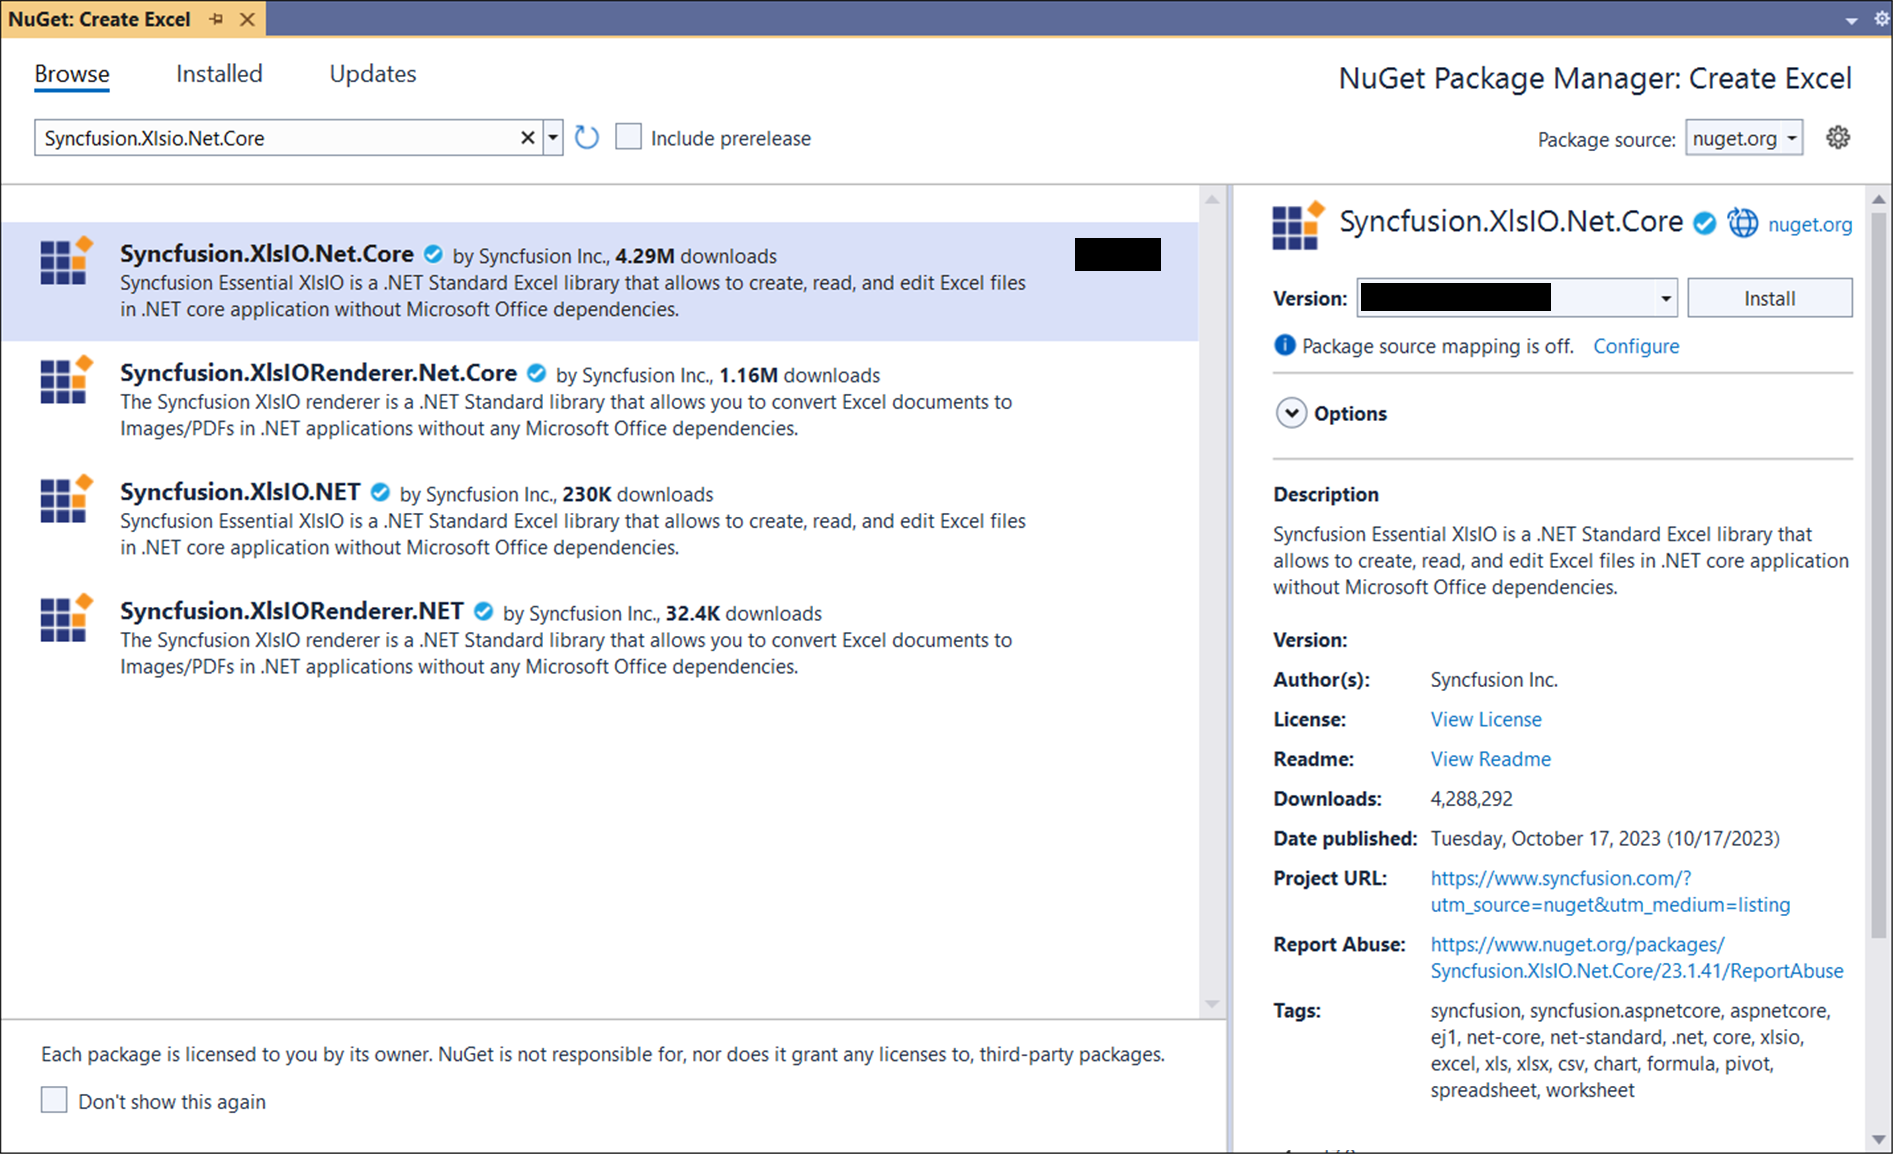 NuGet: Create Excel
Browse
Installed
Updates
NuGet Package Manager: Create Excel
Syncfusion.Xlsio.Net.Core
Include prerelease
Package source:
nuget.org
Syncfusion.XlsIO.Net.Core by Syncfusion Inc., 4.29M downloads
Syncfusion Essential XlsIO is a .NET Standard Excel library that allows to create, read, and edit Excel files
in .NET core application without Microsoft Office dependencies.
Syncfusion.XlsIORenderer.Net.Core by Syncfusion Inc., 1.16M downloads
The Syncfusion XlsIO renderer is a .NET Standard library that allows you to convert Excel documents to
Images/PDFs in .NET applications without any Microsoft Office dependencies.
Syncfusion.XlsIO.NET by Syncfusion Inc., 230K downloads
Syncfusion Essential XlsIO is a .NET Standard Excel library that allows to create, read, and edit Excel files
in .NET core application without Microsoft Office dependencies.
Syncfusion.XlsIORenderer.NET by Syncfusion Inc., 32.4K downloads
The Syncfusion XlsIO renderer is a .NET Standard library that allows you to convert Excel documents to
Images/PDFs in .NET applications without any Microsoft Office dependencies.
Each package is licensed to you by its owner. NuGet is not responsible for, nor does it grant any licenses to, third-party packages.
Don't show this again
Syncfusion.XlsIO.Net.Core nuget.org
Version: Install
Package source mapping is off. Configure
Options
Description
Syncfusion Essential XlsIO is a .NET Standard Excel library that
allows to create, read, and edit Excel files in .NET core application
without Microsoft Office dependencies.
Version:
Author(s): Syncfusion Inc.
License: View License
Readme: View Readme
Downloads: 4,288,292
Date published: Tuesday, October 17, 2023 (10/17/2023)
Project URL: https://www.syncfusion.com/?
utm_source=nuget&utm_medium=listing
Report Abuse: https://www.nuget.org/packages/
Syncfusion.XlsIO.Net.Core/23.1.41/ReportAbuse
Tags: syncfusion, syncfusion.aspnetcore, aspnetcore,
ej1, net-core, net-standard, .net, core, xlsio,
excel, xls, xlsx, csv, chart, formula, pivot,
spreadsheet, worksheet